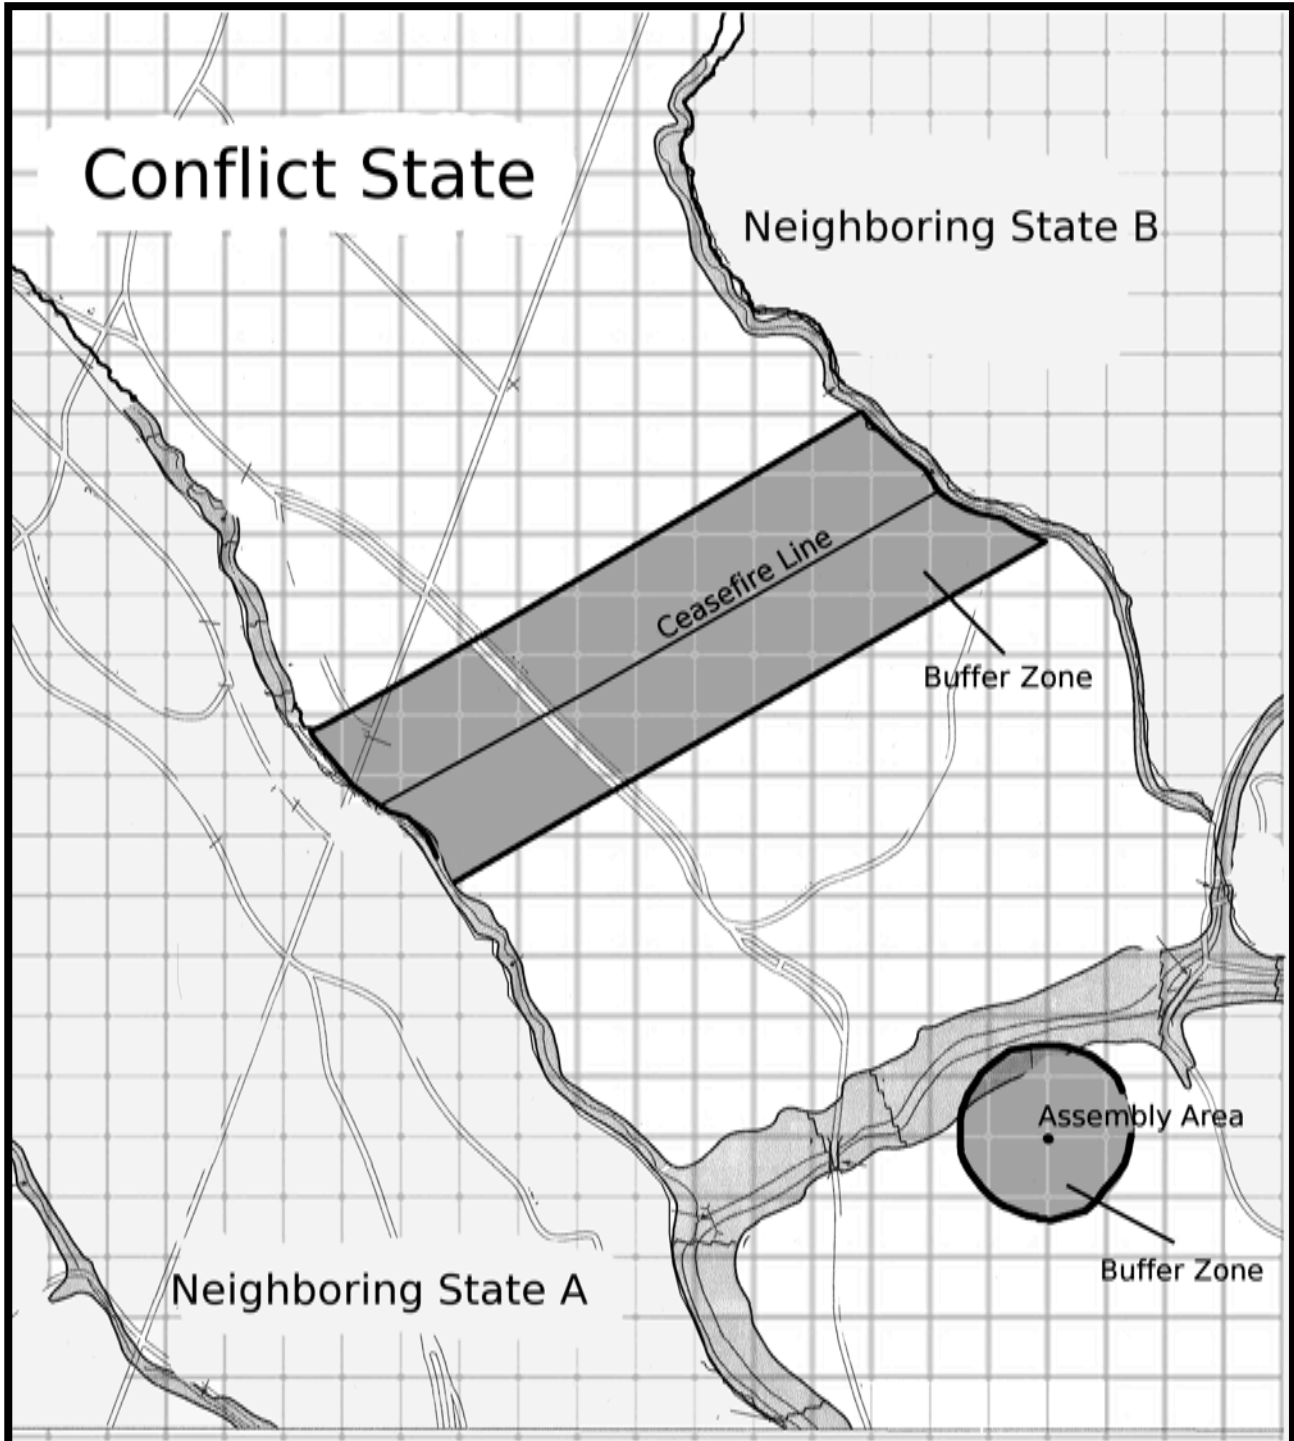 Conflict State
Neighboring State B
Ceasefire Line
Buffer Zone
Assembly Area
Buffer Zone
Neighboring State A